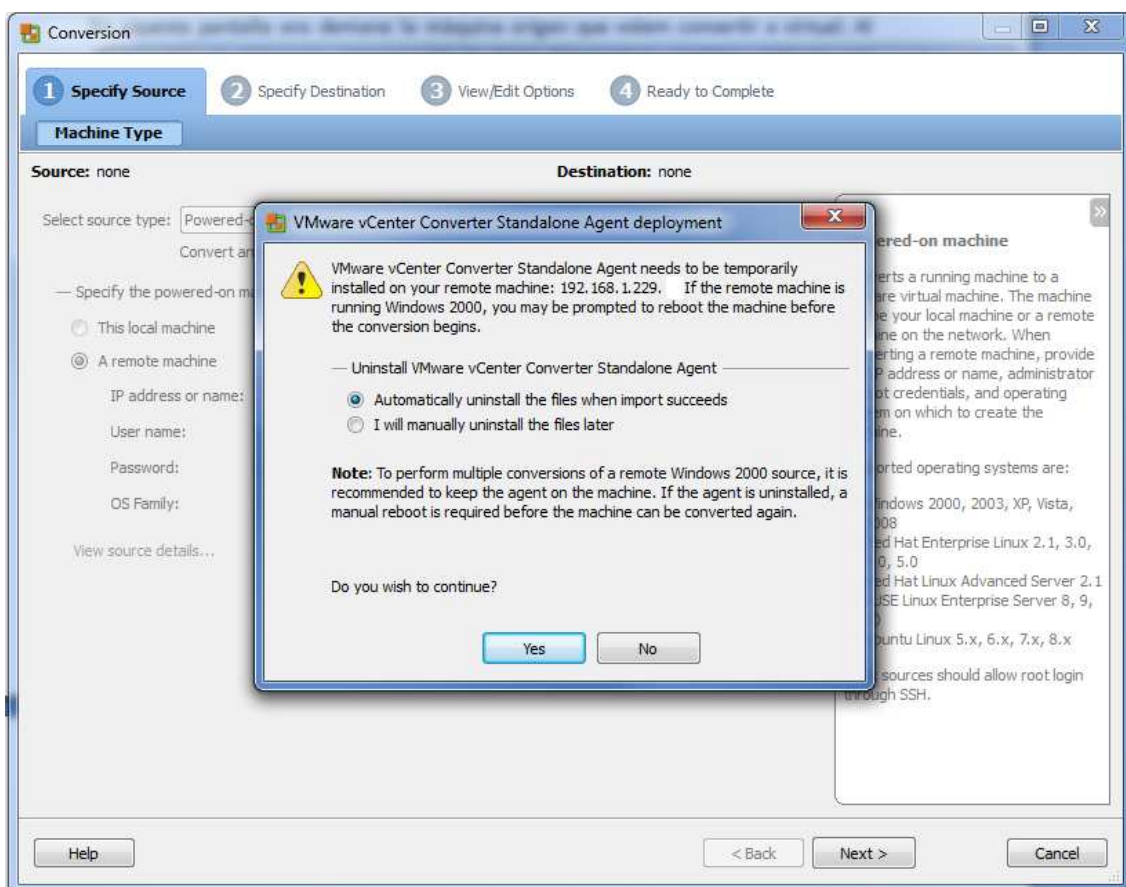 Conversion
1 Specify Source 2 Specify Destination 3 View/Edit Options 4 Ready to Complete
Machine Type
Source: none Destination: none
Select source type: Powered-
Convert an
Specify the powered-on ma
This local machine
A remote machine
IP address or name:
User name:
Password:
OS Family:
View source details...
VMware vCenter Converter Standalone Agent deployment
VMware vCenter Converter Standalone Agent needs to be temporarily
installed on your remote machine: 192.168.1.229. If the remote machine is
running Windows 2000, you may be prompted to reboot the machine before
the conversion begins.
Uninstall VMware vCenter Converter Standalone Agent
Automatically uninstall the files when import succeeds
I will manually uninstall the files later
Note: To perform multiple conversions of a remote Windows 2000 source, it is
recommended to keep the agent on the machine. If the agent is uninstalled, a
manual reboot is required before the machine can be converted again.
Do you wish to continue?
Yes No
»
ered-on machine
erts a running machine to a
are virtual machine. The machine
e your local machine or a remote
ine on the network. When
erting a remote machine, provide
P address or name, administrator
ot credentials, and operating
em on which to create the
ine.
orted operating systems are:
indows 2000, 2003, XP, Vista,
008
ed Hat Enterprise Linux 2.1, 3.0,
0, 5.0
ed Hat Linux Advanced Server 2.1
USE Linux Enterprise Server 8, 9,
buntu Linux 5.x, 6.x, 7.x, 8.x
sources should allow root login
through SSH.
Help < Back Next > Cancel